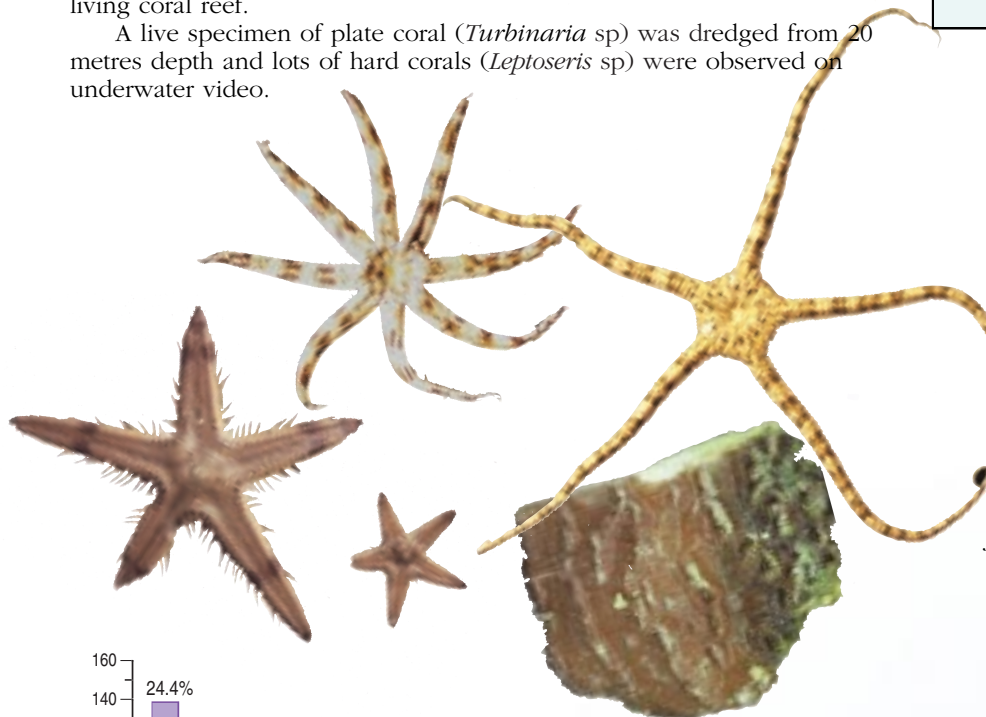 living coral reef.
A live specimen of plate coral (Turbinaria sp) was dredged from 20
metres depth and lots of hard corals (Leptoseris sp) were observed on
underwater video.
160
24.4%
140